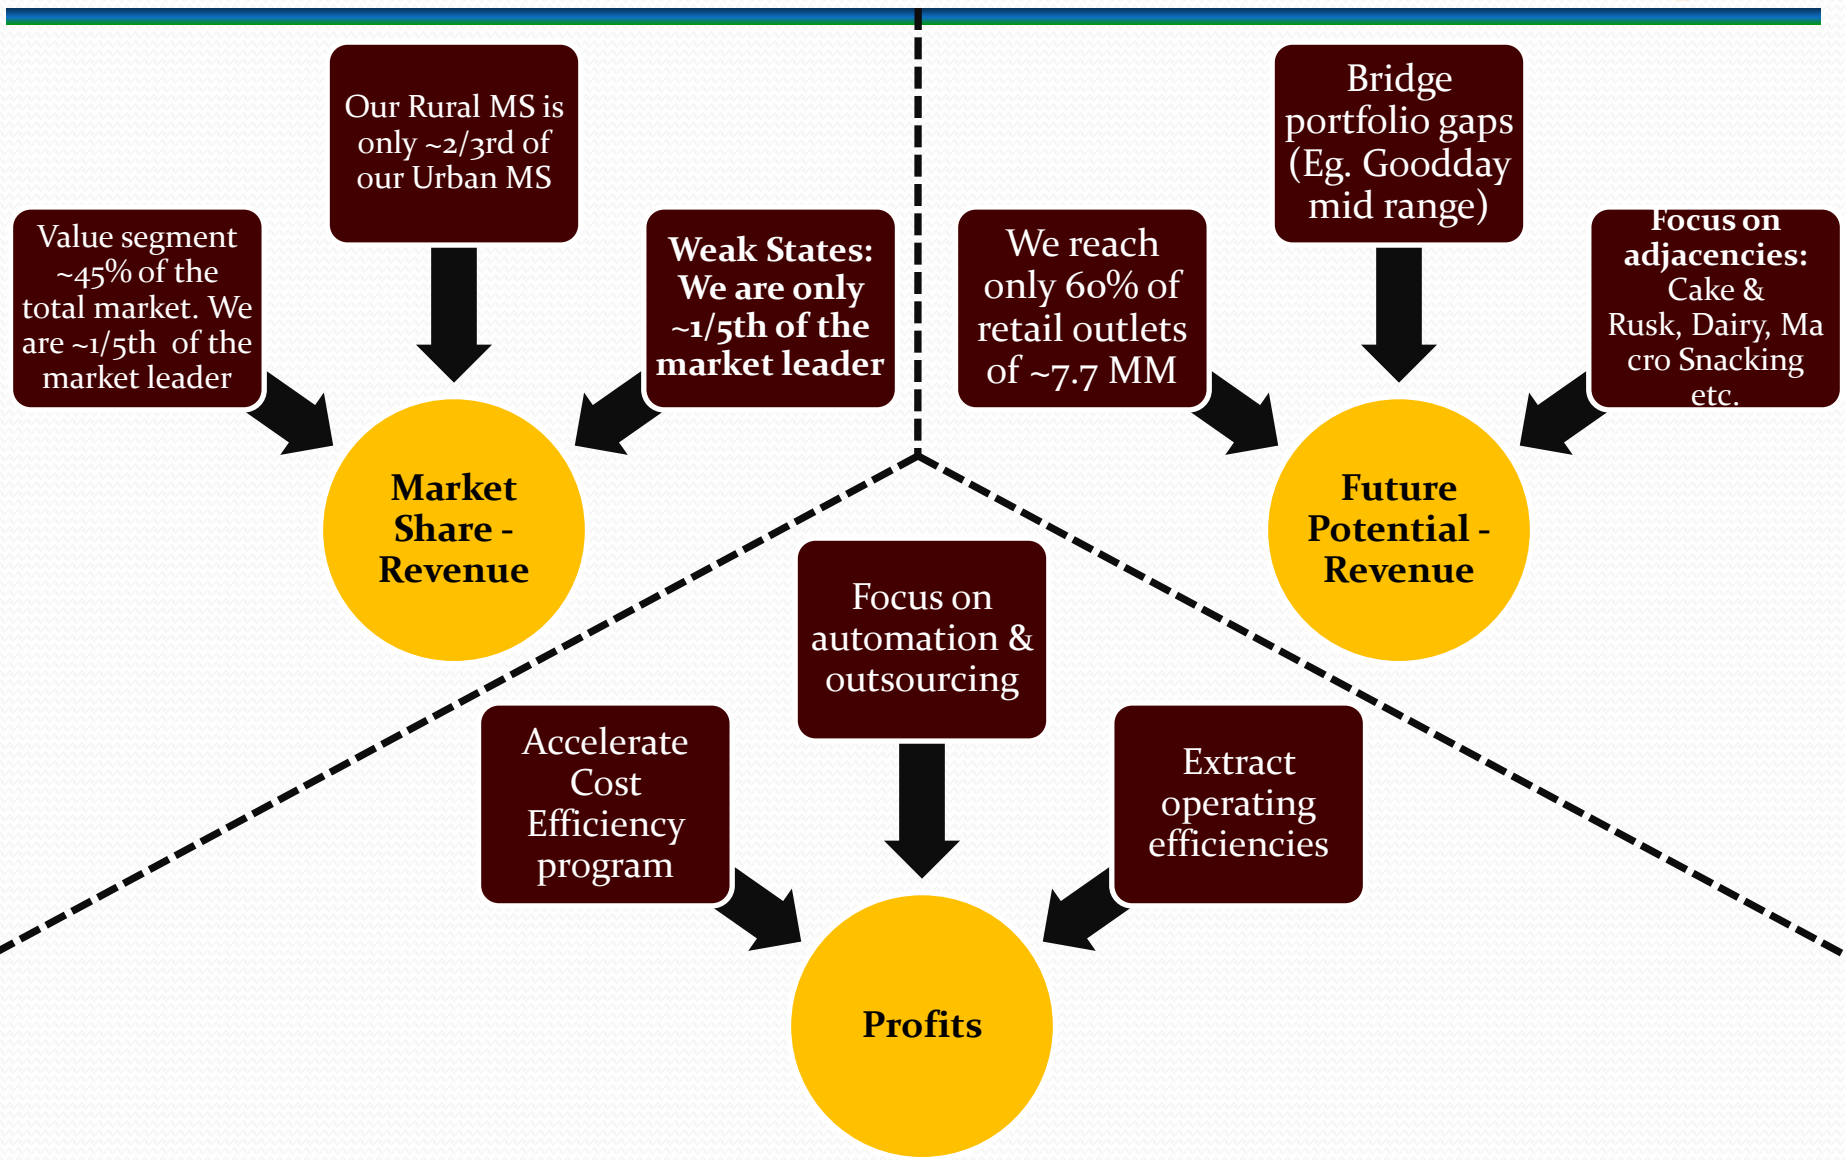 Our Rural MS is
only ~2/3rd of
our Urban MS
Value segment
~45% of the
total market. We
are ~1/5th of the
market leader
Weak States:
We are only
~1/5th of the
market leader
Market
Share -
Revenue
Bridge
portfolio gaps
(Eg. Goodday
mid range)
We reach
only 60% of
retail outlets
of ~7.7 MM
Focus on
adjacencies:
Cake &
Rusk, Dairy, Ma
cro Snacking
etc.
Future
Potential -
Revenue
Focus on
automation &
outsourcing
Accelerate
Cost
Efficiency
program
Extract
operating
efficiencies
Profits